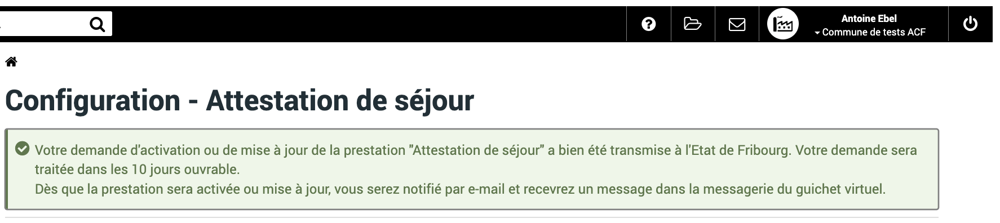 Antoine Ebel
Commune de tests ACF
Configuration - Attestation de séjour
Votre demande d'activation ou de mise à jour de la prestation "Attestation de séjour" a bien été transmise à l'Etat de Fribourg. Votre demande sera
traitée dans les 10 jours ouvrable.
Dès que la prestation sera activée ou mise à jour, vous serez notifié par e-mail et recevrez un message dans la messagerie du guichet virtuel.